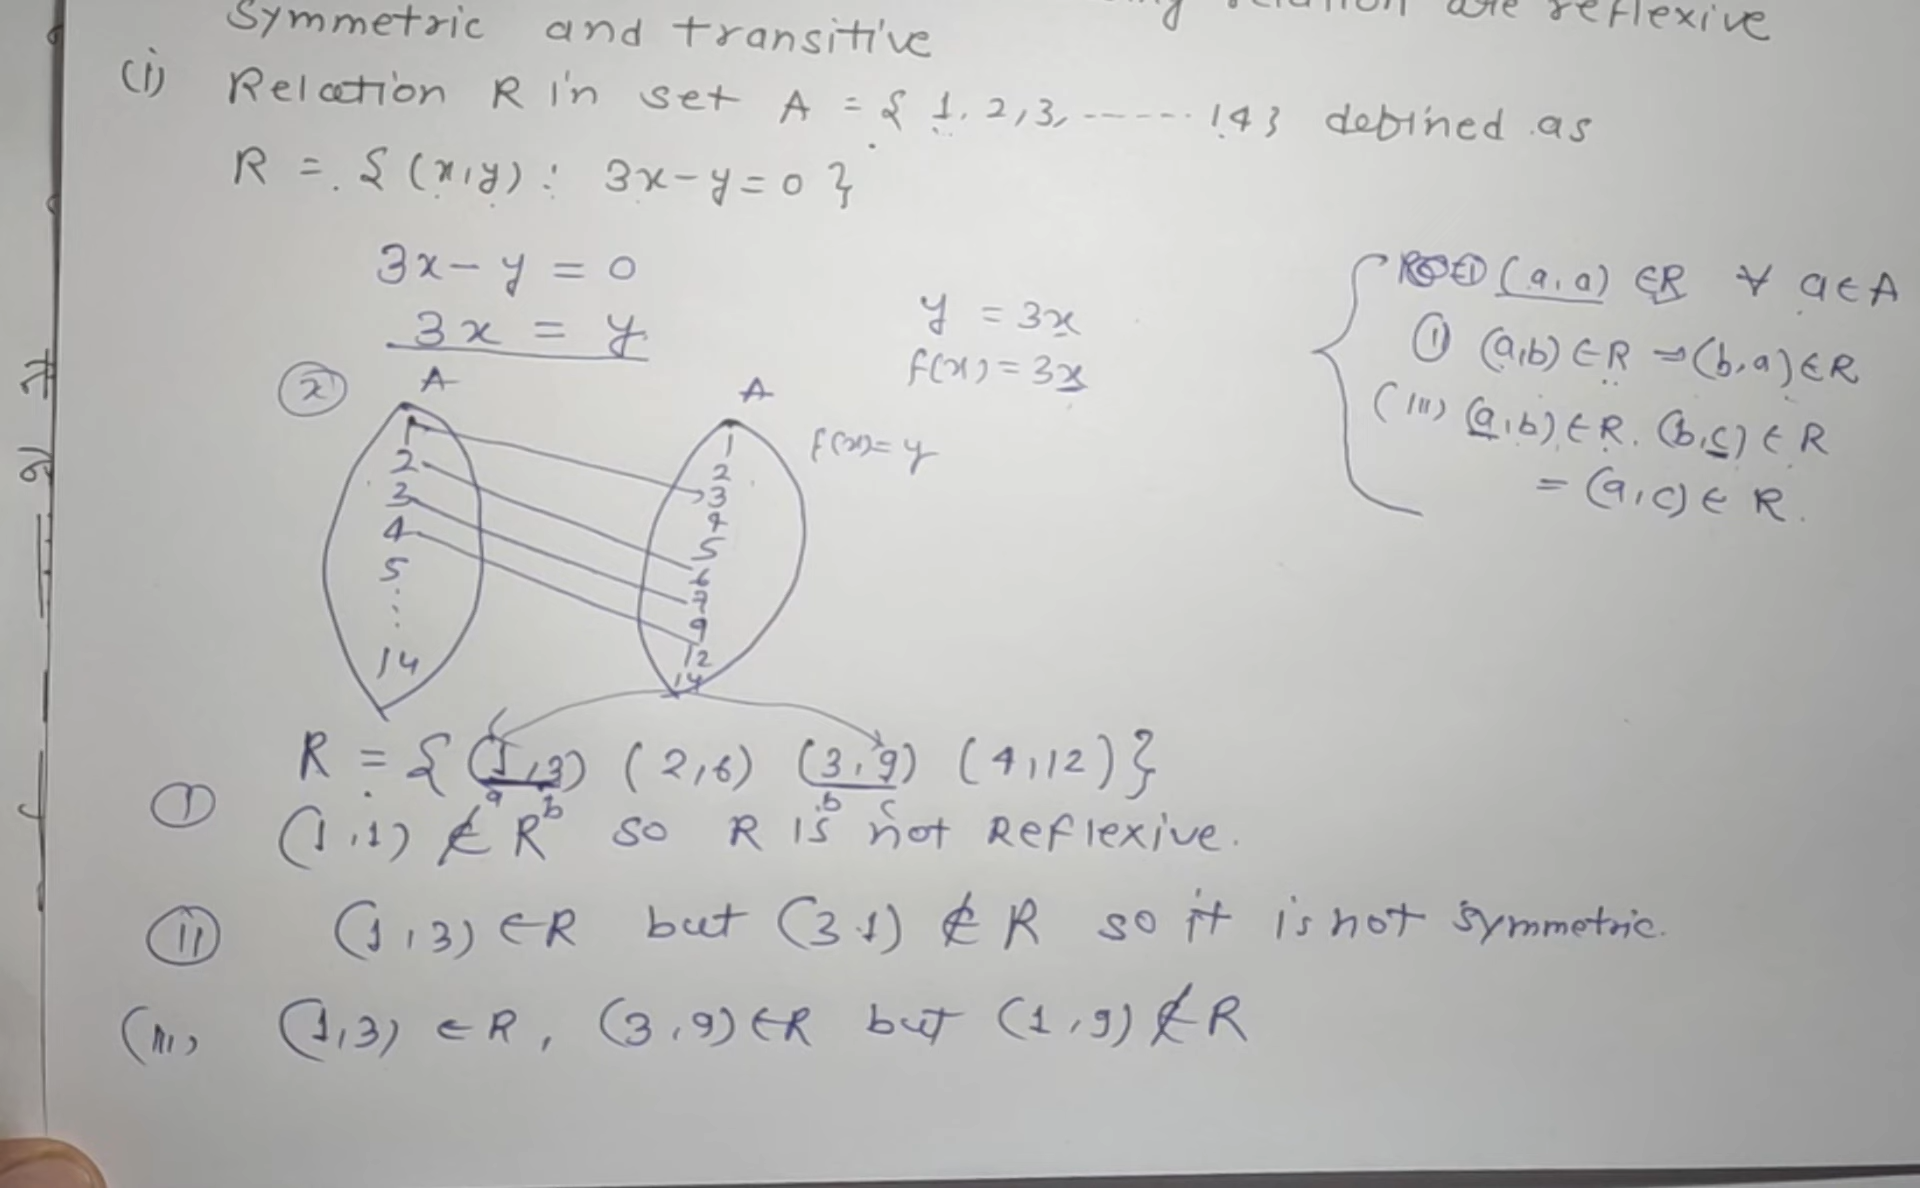 are reflexive
Symmetric and transitive
(i) Relation R in set A = { 1, 2, 3, ------ 14 } defined as
R = { (x, y) : 3x - y = 0 }
3x - y = 0
3x = y
y = 3x
f(x) = 3x
f(x) = y
(a, a) ∈ R ∀ a ∈ A
(a, b) ∈ R ⇒ (b, a) ∈ R
(iii) (a, b) ∈ R. (b, c) ∈ R
= (a, c) ∈ R.
x A
1
2
3
4
5
14
A
1
2
3
4
5
6
7
9
12
14
R = { (1, 3) (2, 6) (3, 9) (4, 12) }
a b b c
I (1, 1) ∉ R so R is not Reflexive.
II (1, 3) ∈ R but (3 1) ∉ R so it is not symmetric.
(III) (1, 3) ∈ R, (3, 9) ∈ R but (1, 9) ∉ R